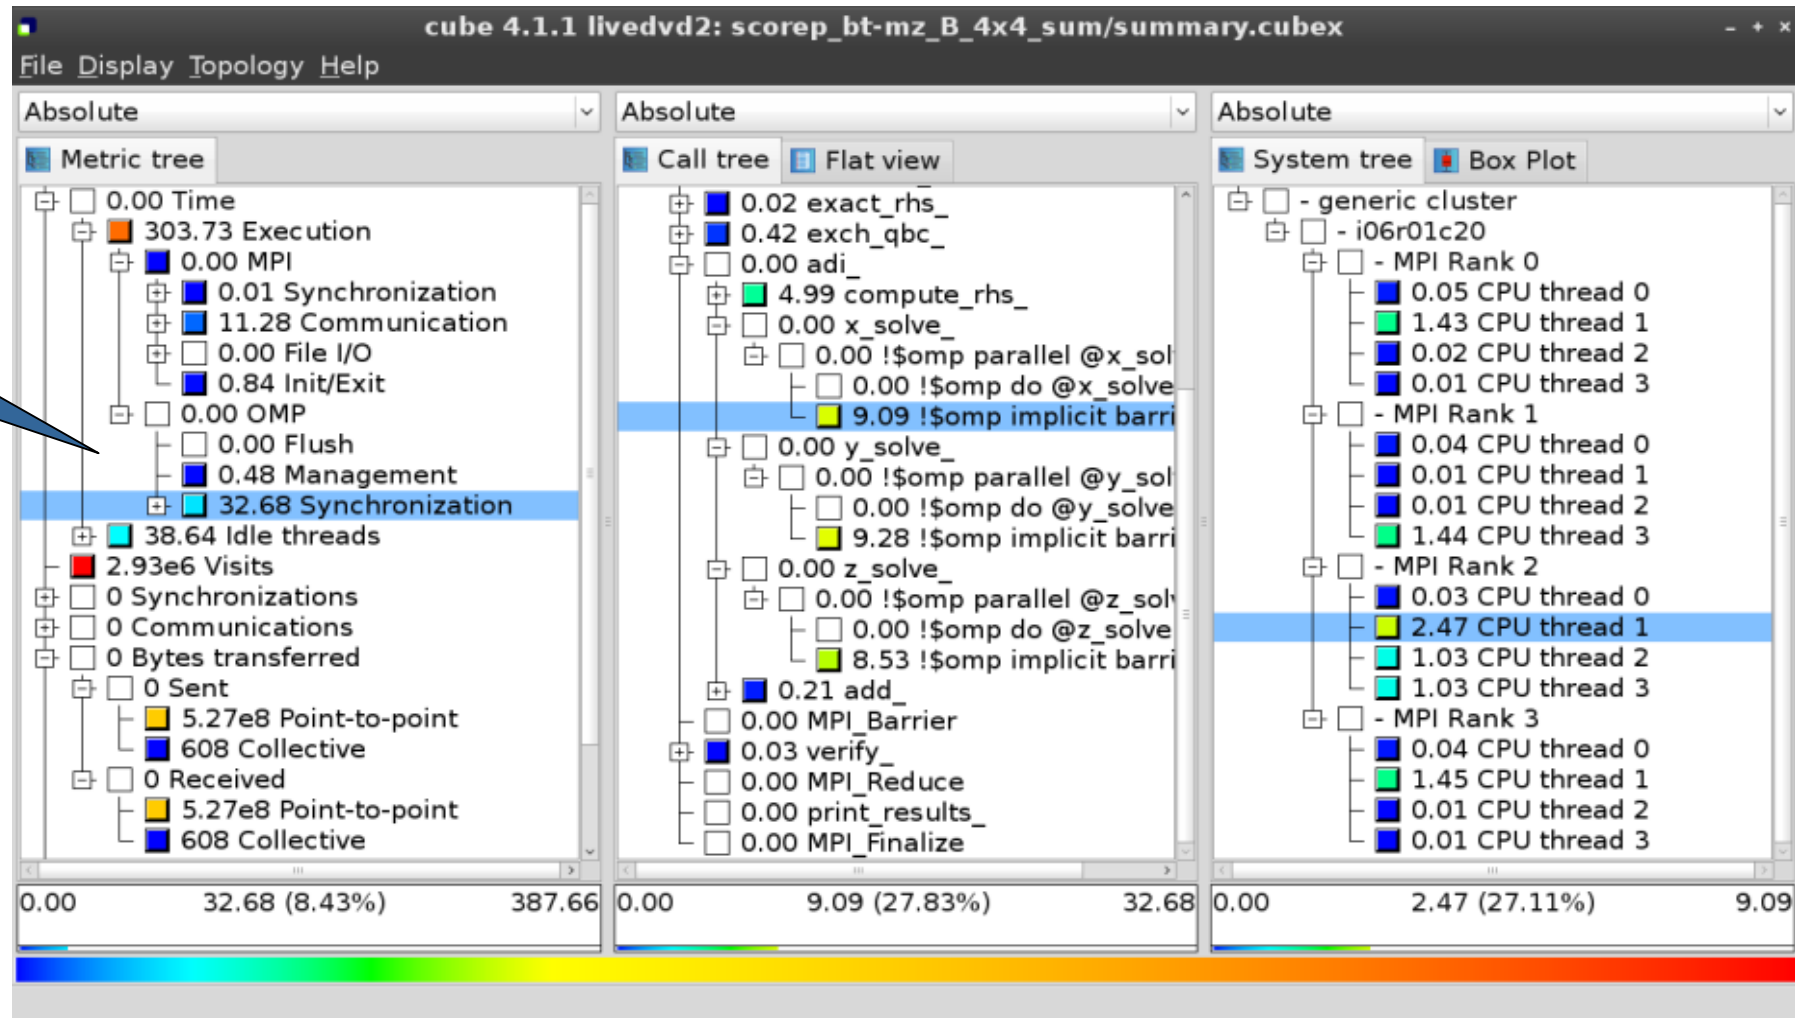 cube 4.1.1 livedvd2: scorep_bt-mz_B_4x4_sum/summary.cubex
File Display Topology Help
Absolute
Metric tree
0.00 Time
303.73 Execution
0.00 MPI
0.01 Synchronization
11.28 Communication
0.00 File I/O
0.84 Init/Exit
0.00 OMP
0.00 Flush
0.48 Management
32.68 Synchronization
38.64 Idle threads
2.93e6 Visits
0 Synchronizations
0 Communications
0 Bytes transferred
0 Sent
5.27e8 Point-to-point
608 Collective
0 Received
5.27e8 Point-to-point
608 Collective
0.00 32.68 (8.43%) 387.66
Absolute
Call tree Flat view
0.02 exact_rhs_
0.42 exch_qbc_
0.00 adi_
4.99 compute_rhs_
0.00 x_solve_
0.00 !$omp parallel @x_sol
0.00 !$omp do @x_solve
9.09 !$omp implicit barri
0.00 y_solve_
0.00 !$omp parallel @y_sol
0.00 !$omp do @y_solve
9.28 !$omp implicit barri
0.00 z_solve_
0.00 !$omp parallel @z_solv
0.00 !$omp do @z_solve
8.53 !$omp implicit barri
0.21 add_
0.00 MPI_Barrier
0.03 verify_
0.00 MPI_Reduce
0.00 print_results_
0.00 MPI_Finalize
0.00 9.09 (27.83%) 32.68
Absolute
System tree Box Plot
- generic cluster
- i06r01c20
- MPI Rank 0
0.05 CPU thread 0
1.43 CPU thread 1
0.02 CPU thread 2
0.01 CPU thread 3
- MPI Rank 1
0.04 CPU thread 0
0.01 CPU thread 1
0.01 CPU thread 2
1.44 CPU thread 3
- MPI Rank 2
0.03 CPU thread 0
2.47 CPU thread 1
1.03 CPU thread 2
1.03 CPU thread 3
- MPI Rank 3
0.04 CPU thread 0
1.45 CPU thread 1
0.01 CPU thread 2
0.01 CPU thread 3
0.00 2.47 (27.11%) 9.09